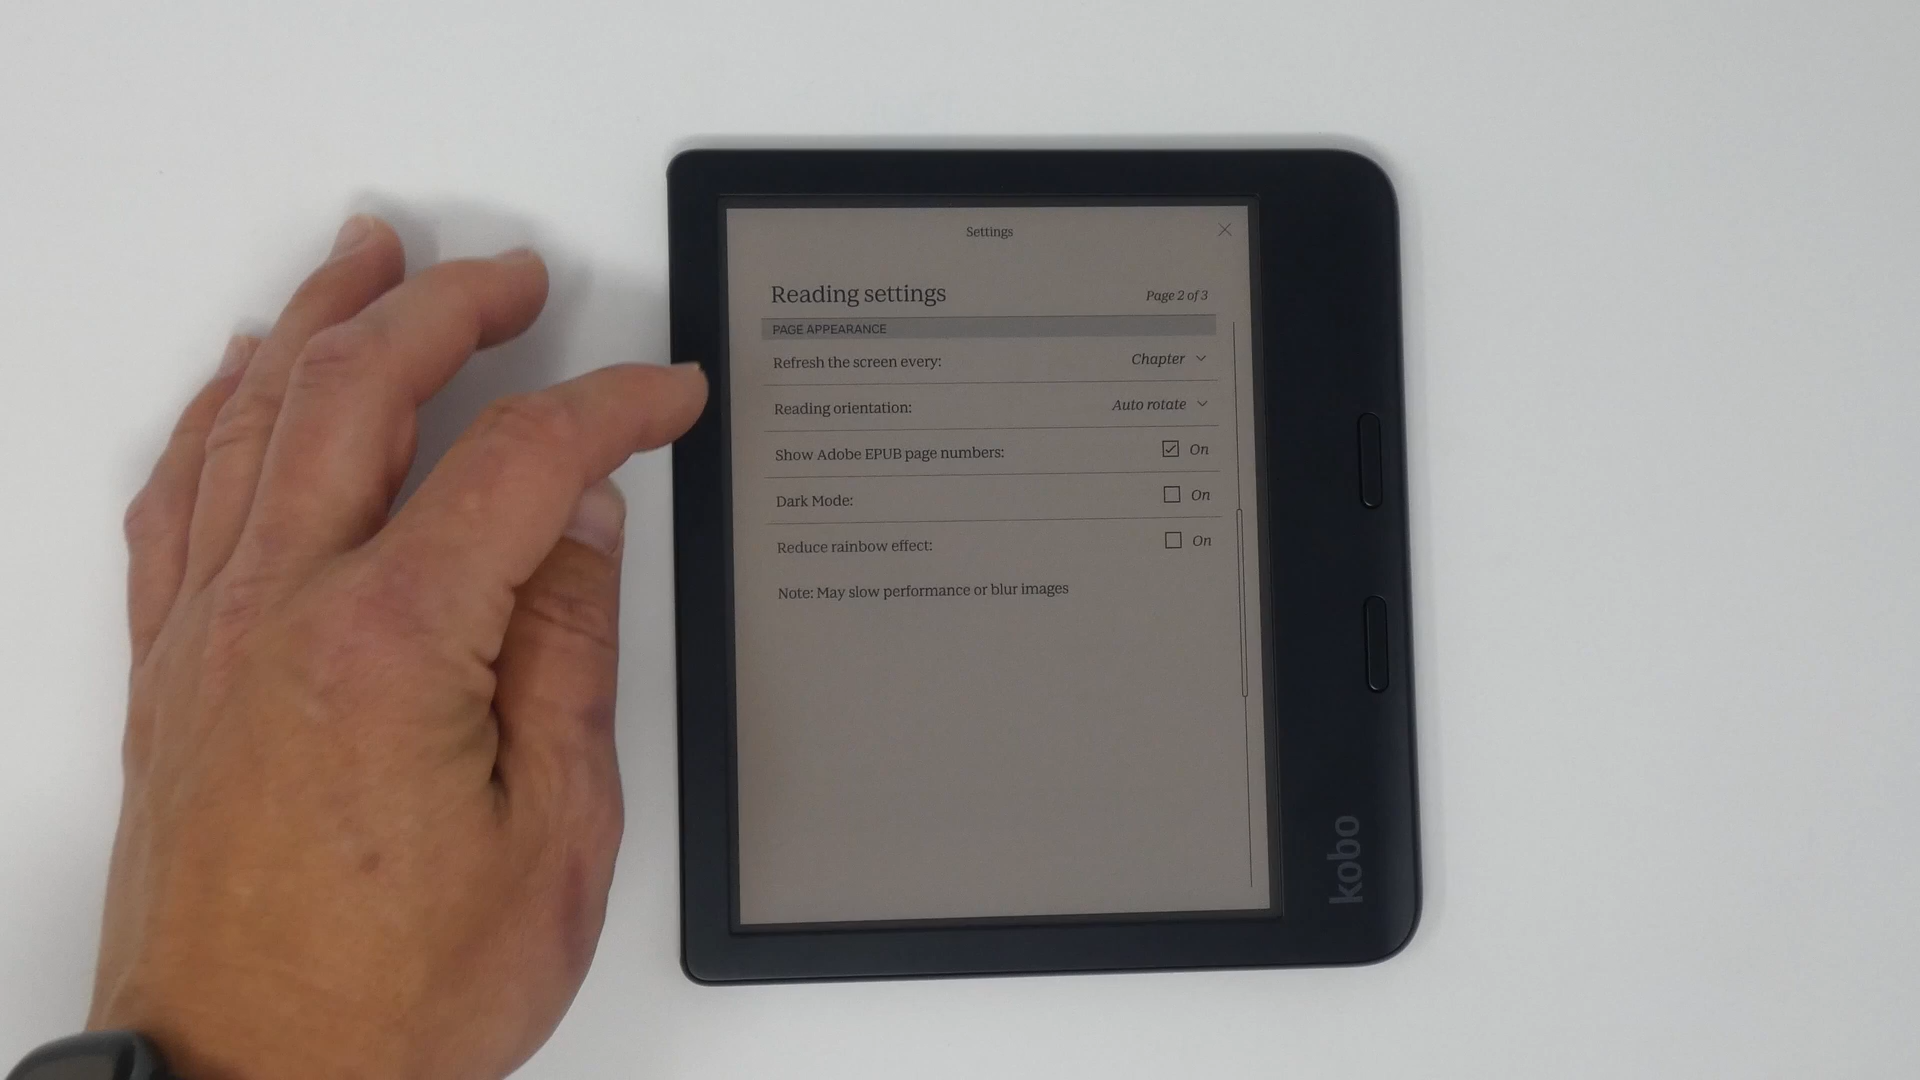 Settings
Reading settings
Page 2 of 3
PAGE APPEARANCE
Refresh the screen every: Chapter
Reading orientation: Auto rotate
Show Adobe EPUB page numbers: On
Dark Mode: On
Reduce rainbow effect: On
Note: May slow performance or blur images
kobo